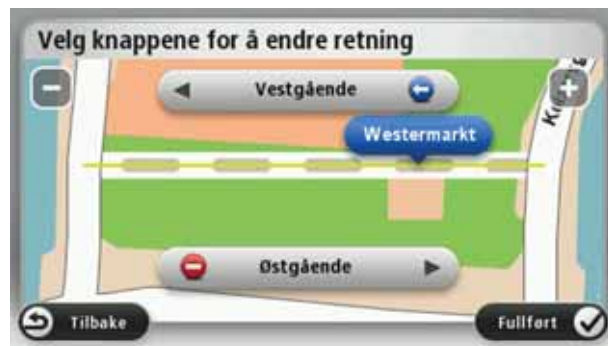 Velg knappene for å endre retning
Vestgående
Westermarkt
Østgående
Tilbake
Fullført